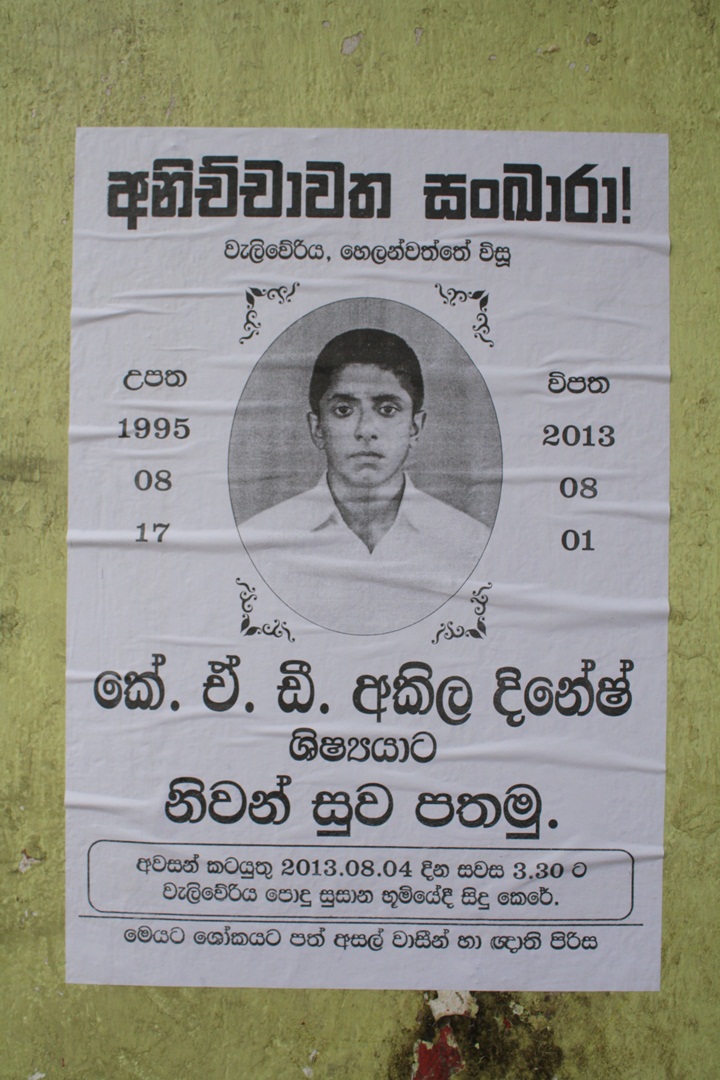 අනිච්චාවත සංඛාරා!
වැලිවේරිය, හෙලන්වත්තේ විසූ
උපත
1995
08
17
විපත
2013
08
01
කේ. ඒ. ඩී. අකිල දිනේෂ්
ශිෂ්‍යයාට
නිවන් සුව පතමු.
අවසන් කටයුතු 2013.08.04 දින සවස 3.30 ට
වැලිවේරිය පොදු සුසාන භූමියේදී සිදු කෙරේ.
මෙයට ශෝකයට පත් අසල් වාසීන් හා ඥාති පිරිස